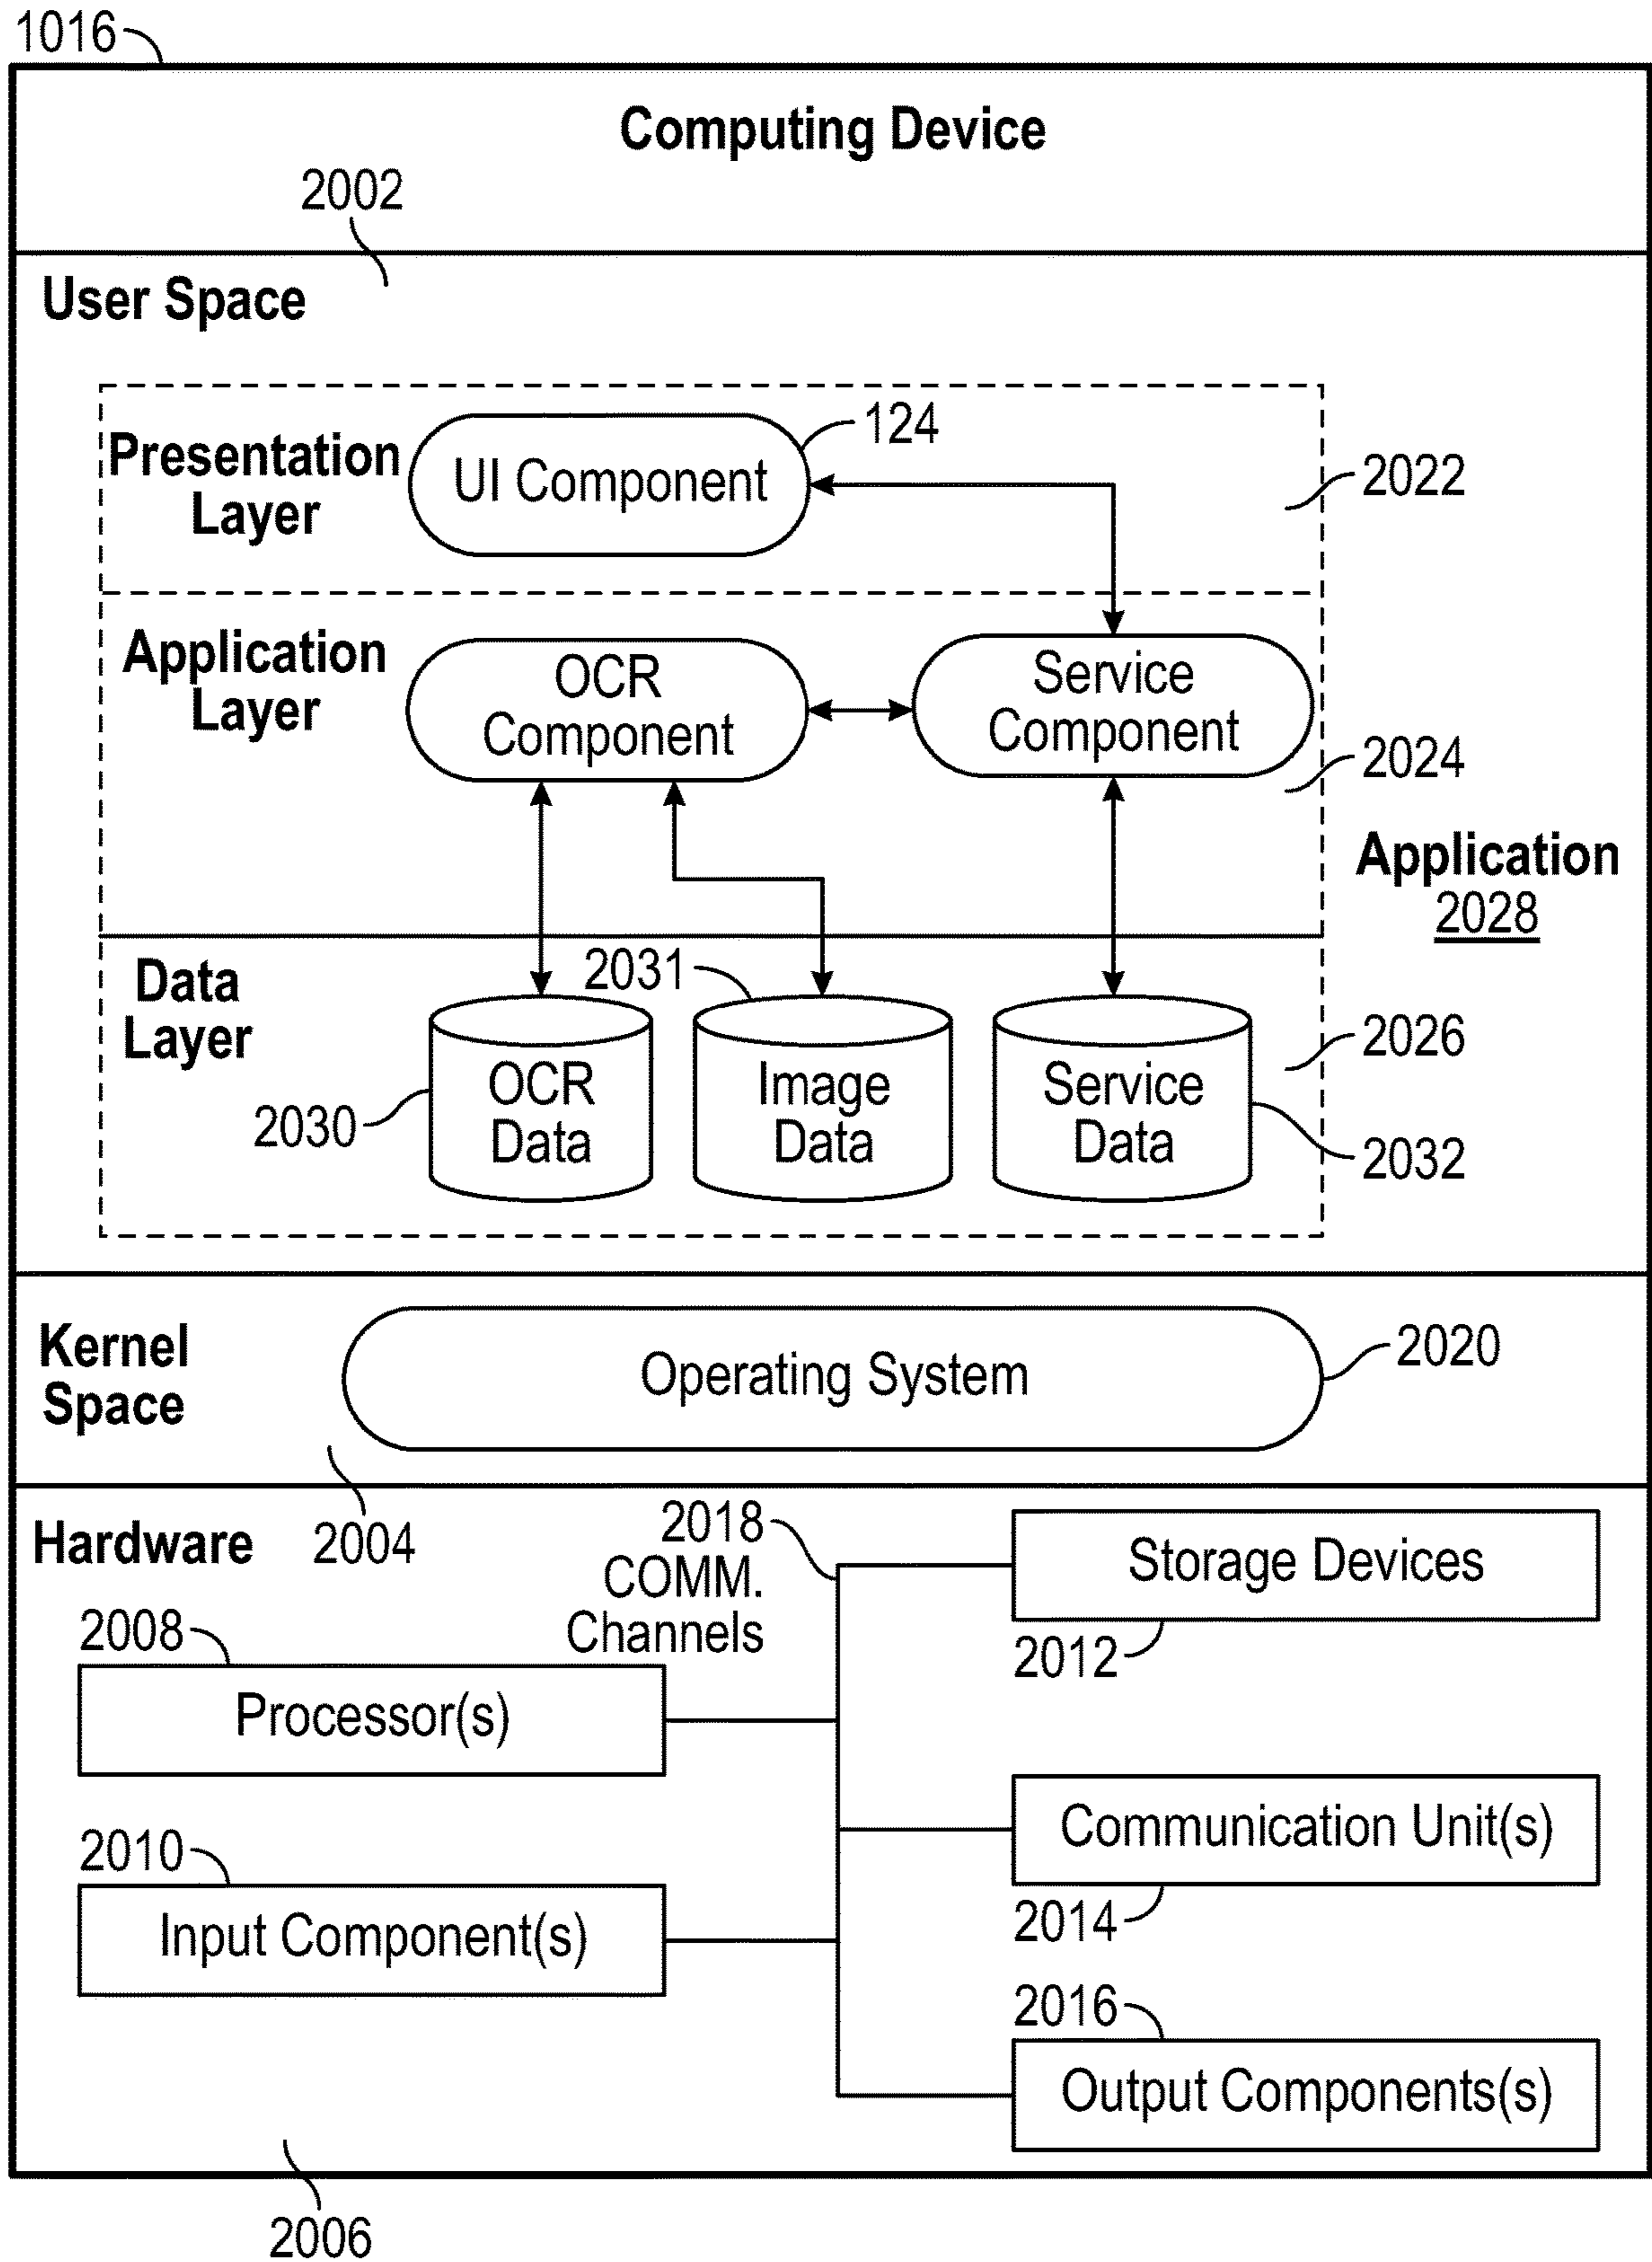 1016
Computing Device
2002
User Space
124
Presentation
Layer
UI Component
2022
Application
Layer
OCR
Component
Service
Component
2024
Application
2028
Data
Layer
2031
2030
OCR
Data
Image
Data
Service
Data
2026
2032
Kernel
Space
Operating System
2020
Hardware
2004
2018
COMM.
Channels
Storage Devices
2012
2008
Processor(s)
Communication Unit(s)
2014
2010
Input Component(s)
2016
Output Components(s)
2006